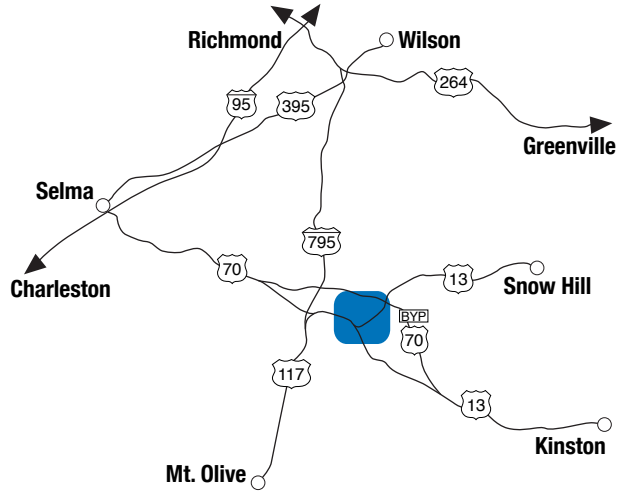 Richmond
Wilson
264
95
395
Greenville
Selma
795
70
13
Snow Hill
Charleston
BYP
70
117
13
Kinston
Mt. Olive